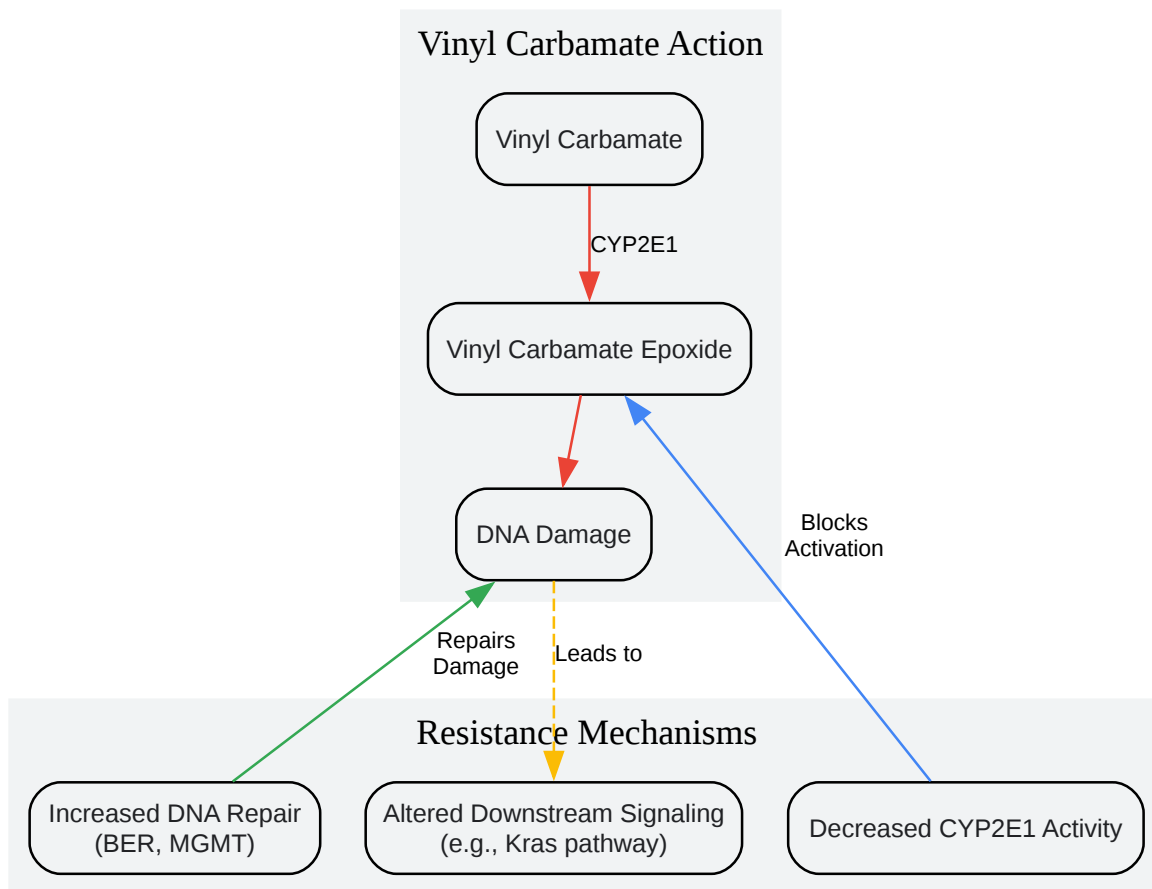 Vinyl Carbamate Action
Vinyl Carbamate
CYP2E1
Vinyl Carbamate Epoxide
DNA Damage
Blocks
Activation
Repairs
Damage
Leads to
Resistance Mechanisms
Increased DNA Repair
(BER, MGMT)
Altered Downstream Signaling
(e.g., Kras pathway)
Decreased CYP2E1 Activity